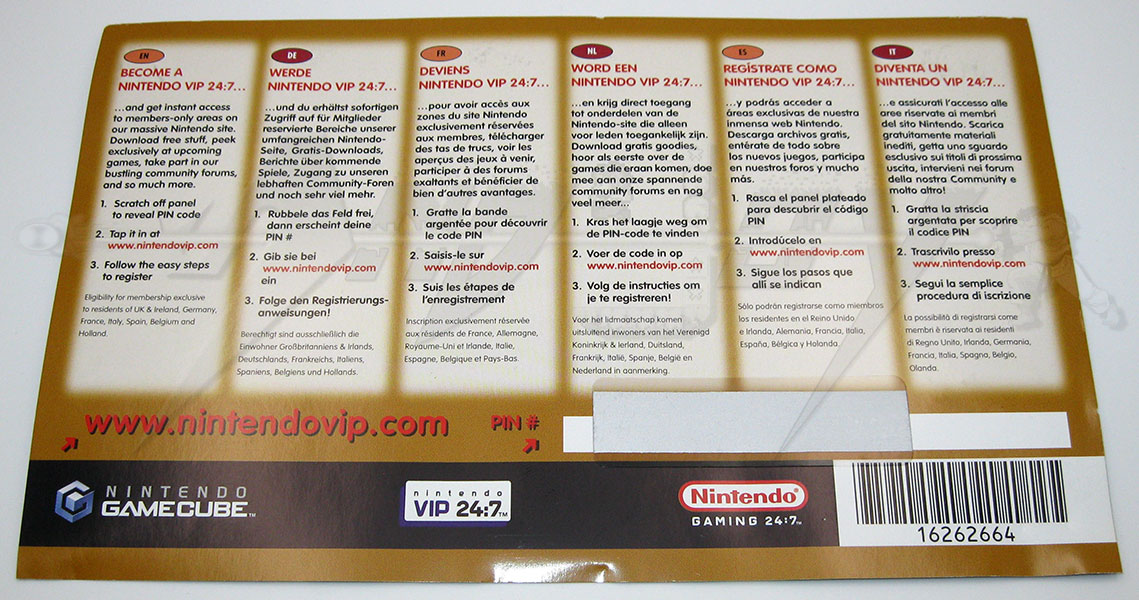 EN
BECOME A
NINTENDO VIP 24:7...
...and get instant access
to members-only areas on
our massive Nintendo site.
Download free stuff, peek
exclusively at upcoming
games, take part in our
bustling community forums,
and so much more.
1. Scratch off panel
to reveal PIN code
2. Tap it in at
www.nintendovip.com
3. Follow the easy steps
to register
Eligibility for membership exclusive
to residents of UK & Ireland, Germany,
France, Italy, Spain, Belgium and
Holland.
DE
WERDE
NINTENDO VIP 24:7...
...und du erhältst sofortigen
Zugriff auf für Mitglieder
reservierte Bereiche unserer
umfangreichen Nintendo-
Seite, Gratis-Downloads,
Berichte über kommende
Spiele, Zugang zu unseren
lebhaften Community-Foren
und noch sehr viel mehr.
1. Rubbele das Feld frei,
dann erscheint deine
PIN #
2. Gib sie bei
www.nintendovip.com
ein
3. Folge den Registrierungs-
anweisungen!
Berechtigt sind ausschließlich die
Einwohner Großbritanniens & Irlands,
Deutschlands, Frankreichs, Italiens,
Spaniens, Belgiens und Hollands.
FR
DEVIENS
NINTENDO VIP 24:7...
...pour avoir accès aux
zones du site Nintendo
exclusivement réservées
aux membres, télécharger
des tas de trucs, voir les
aperçus des jeux à venir,
participer à des forums
exaltants et bénéficier de
bien d'autres avantages.
1. Gratte la bande
argentée pour découvrir
le code PIN
2. Saisis-le sur
www.nintendovip.com
3. Suis les étapes de
l'enregistrement
Inscription exclusivement réservée
aux résidents de France, Allemagne,
Royaume-Uni et Irlande, Italie,
Espagne, Belgique et Pays-Bas.
NL
WORD EEN
NINTENDO VIP 24:7...
...en krijg direct toegang
tot onderdelen van de
Nintendo-site die alleen
voor leden toegankelijk zijn.
Download gratis goodies,
hoor als eerste over de
games die eraan komen, doe
mee aan onze spannende
community forums en nog
veel meer...
1. Kras het laagje weg om
de PIN-code te vinden
2. Voer de code in op
www.nintendovip.com
3. Volg de instructies om
je te registreren!
Voor het lidmaatschap komen
uitsluitend inwoners van het Verenigd
Koninkrijk & Ierland, Duitsland,
Frankrijk, Italië, Spanje, België en
Nederland in aanmerking.
ES
REGÍSTRATE COMO
NINTENDO VIP 24:7...
...y podrás acceder a
áreas exclusivas de nuestra
inmensa web Nintendo.
Descarga archivos gratis,
entérate de todo sobre
los nuevos juegos, participa
en nuestros foros y mucho
más.
1. Rasca el panel plateado
para descubrir el código
PIN
2. Introdúcelo en
www.nintendovip.com
3. Sigue los pasos que
allí se indican
Sólo podrán registrarse como miembros
los residentes en el Reino Unido
e Irlanda, Alemania, Francia, Italia,
España, Bélgica y Holanda.
IT
DIVENTA UN
NINTENDO VIP 24:7...
...e assicurati l'accesso alle
aree riservate ai membri
del sito Nintendo. Scarica
gratuitamente materiali
inediti, getta uno sguardo
esclusivo sui titoli di prossima
uscita, intervieni nei forum
della nostra Community e
molto altro!
1. Gratta la striscia
argentata per scoprire
il codice PIN
2. Trascrivilo presso
www.nintendovip.com
3. Segui la semplice
procedura di iscrizione
La possibilità di registrarsi come
membri è riservata ai residenti
di Regno Unito, Irlanda, Germania,
Francia, Italia, Spagna, Belgio,
Olanda.
www.nintendovip.com PIN #
NINTENDO
GAMECUBE™
nintendo
VIP 24:7™
Nintendo®
GAMING 24:7™
16262664